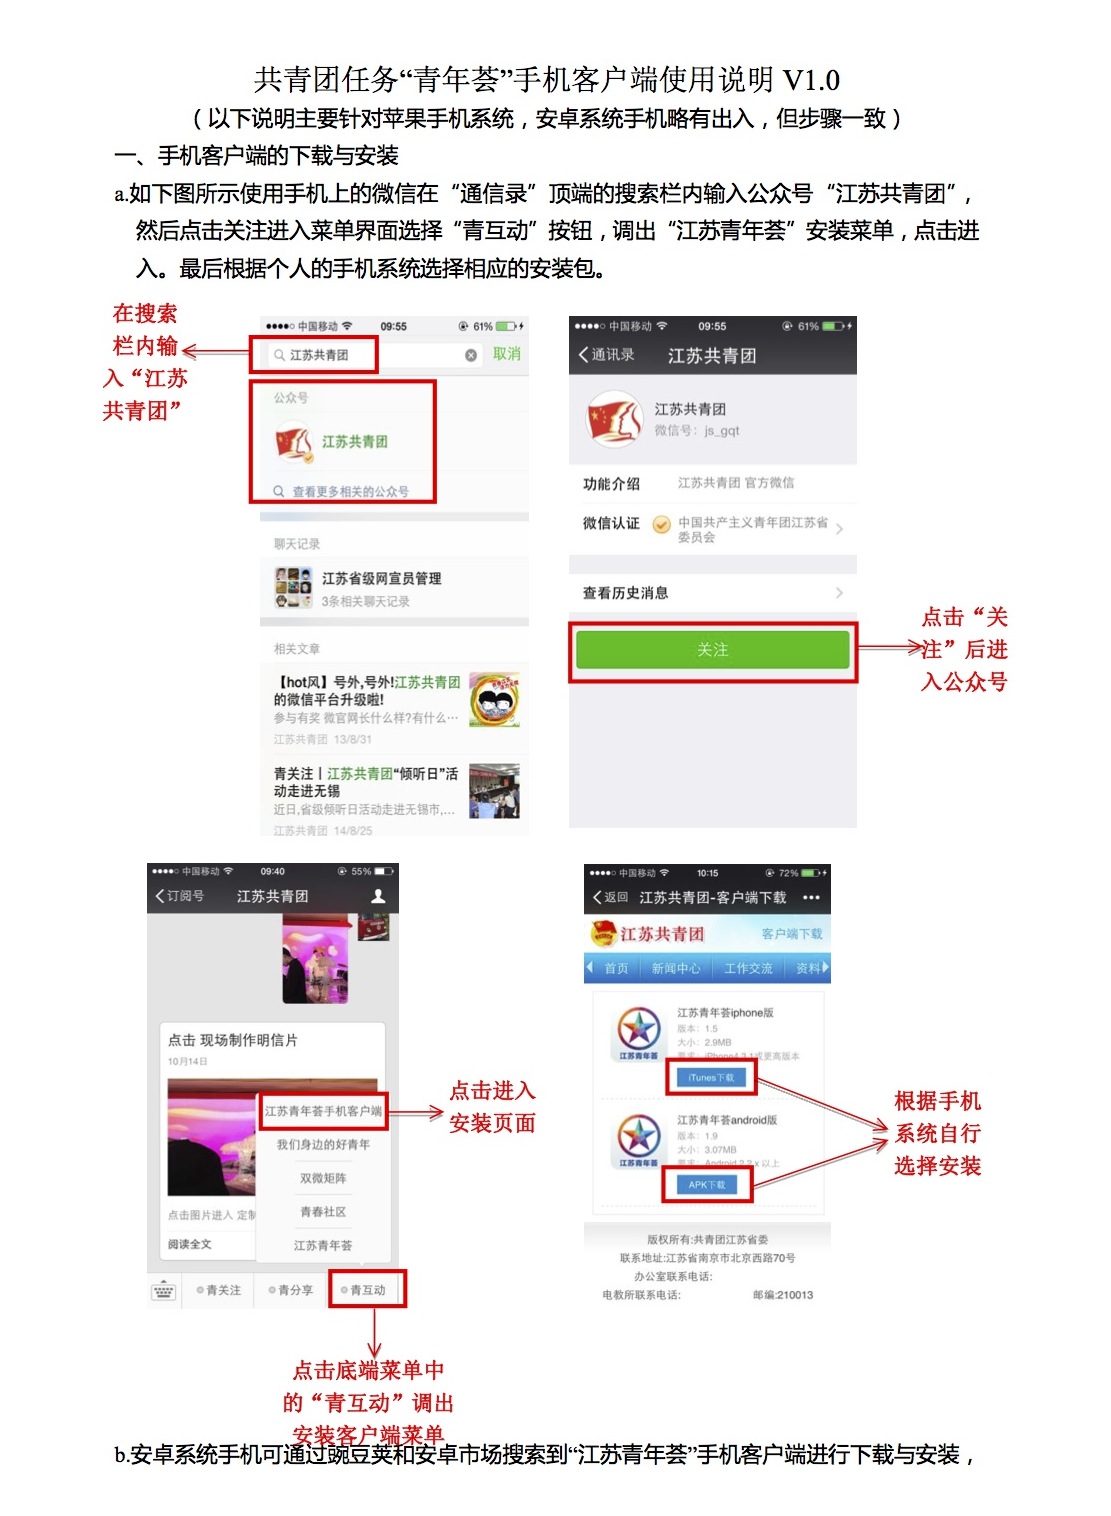 共青团任务“青年荟”手机客户端使用说明 V1.0
（以下说明主要针对苹果手机系统，安卓系统手机略有出入，但步骤一致）
一、手机客户端的下载与安装
a.如下图所示使用手机上的微信在“通信录”顶端的搜索栏内输入公众号“江苏共青团”，
然后点击关注进入菜单界面选择“青互动”按钮，调出“江苏青年荟”安装菜单，点击进
入。最后根据个人的手机系统选择相应的安装包。
在搜索
栏内输
入“江苏
共青团”
中国移动 09:55 61%
江苏共青团 取消
公众号
江苏共青团
查看更多相关的公众号
聊天记录
江苏省级网宣员管理
3条相关聊天记录
相关文章
【hot风】号外,号外!江苏共青团
的微信平台升级啦!
参与有奖 微官网长什么样?有什么…
江苏共青团 13/8/31
青关注丨江苏共青团“倾听日”活
动走进无锡
近日,省级倾听日活动走进无锡市,...
江苏共青团 14/8/25
中国移动 09:55 61%
通讯录 江苏共青团
江苏共青团
微信号：js_gqt
功能介绍 江苏共青团 官方微信
微信认证 中国共产主义青年团江苏省
委员会
查看历史消息
关注
点击“关
注”后进
入公众号
中国移动 09:40 55%
订阅号 江苏共青团
点击 现场制作明信片
10月14日
江苏青年荟手机客户端
我们身边的好青年
双微矩阵
青春社区
江苏青年荟
点击图片进入 定制
阅读全文
青关注 青分享 青互动
点击进入
安装页面
点击底端菜单中
的“青互动”调出
安装客户端菜单
中国移动 10:15 72%
返回 江苏共青团-客户端下载
江苏共青团 客户端下载
首页 新闻中心 工作交流 资料
江苏青年荟iphone版
版本：1.5
大小：2.9MB
要求：iPhone4.3.1或更高版本
江苏青年荟
iTunes下载
江苏青年荟android版
版本：1.9
大小：3.07MB
要求：Android 2.2.x 以上
江苏青年荟
APK下载
版权所有:共青团江苏省委
联系地址:江苏省南京市北京西路70号
办公室联系电话:
电教所联系电话: 邮编:210013
根据手机
系统自行
选择安装
b.安卓系统手机可通过豌豆荚和安卓市场搜索到“江苏青年荟”手机客户端进行下载与安装，